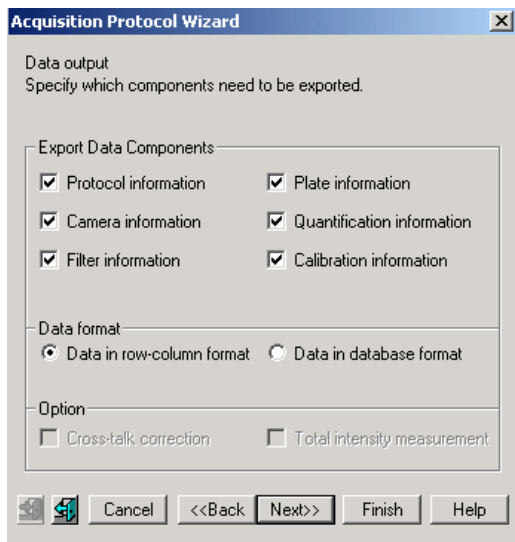 Acquisition Protocol Wizard
Data output
Specify which components need to be exported.
Export Data Components
Protocol information Plate information
Camera information Quantification information
Filter information Calibration information
Data format
Data in row-column format Data in database format
Option
Cross-talk correction Total intensity measurement
Cancel <<Back Next>> Finish Help